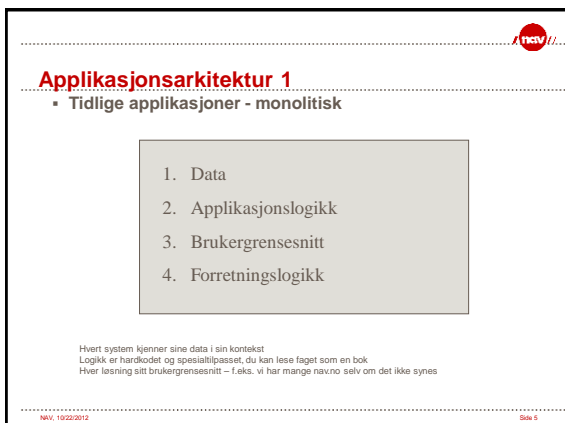 nav
Applikasjonsarkitektur 1
▪ Tidlige applikasjoner - monolitisk
1. Data
2. Applikasjonslogikk
3. Brukergrensesnitt
4. Forretningslogikk
Hvert system kjenner sine data i sin kontekst
Logikk er hardkodet og spesialtilpasset, du kan lese faget som en bok
Hver løsning sitt brukergrensesnitt – f.eks. vi har mange nav.no selv om det ikke synes
NAV, 10/22/2012 Side 5